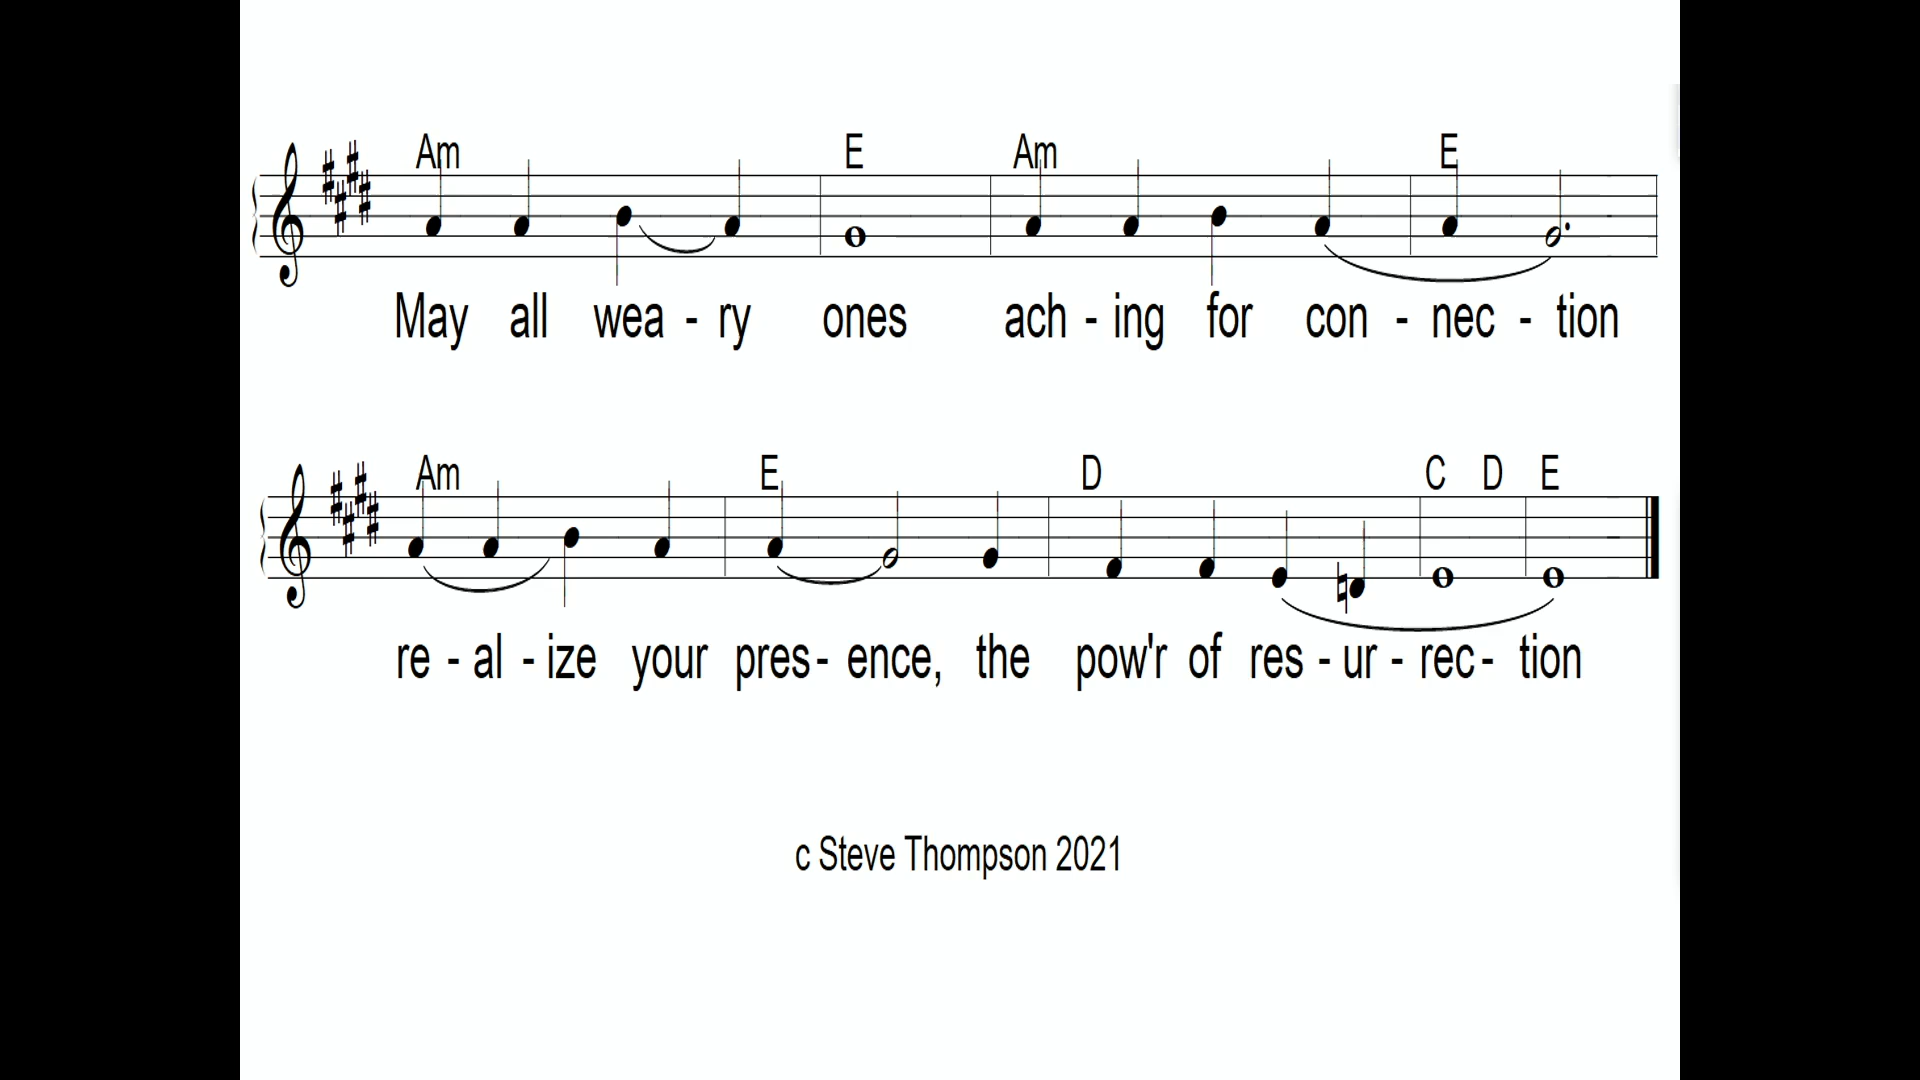 Am E Am E
May all wea - ry ones ach - ing for con - nec - tion
Am E D C D E
re - al - ize your pres - ence, the pow'r of res - ur - rec - tion
c Steve Thompson 2021